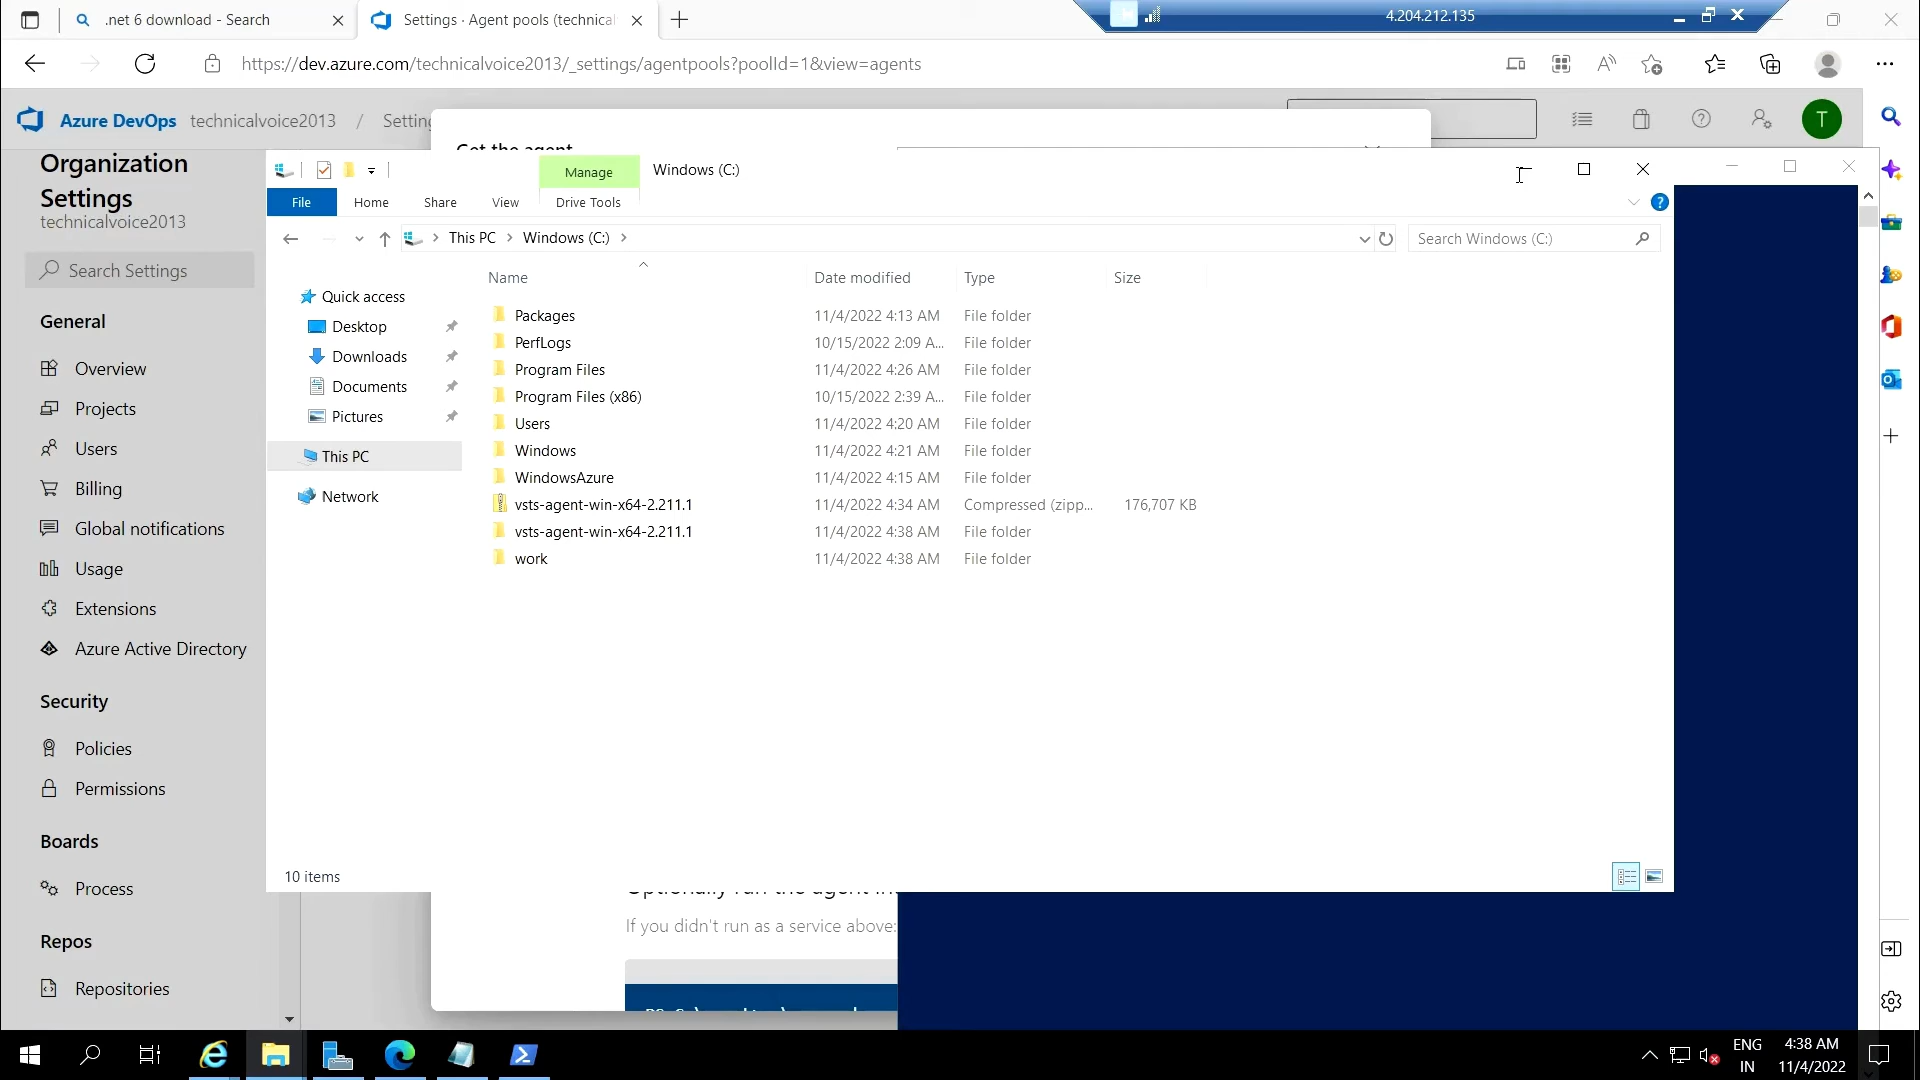 .net 6 download - Search
Settings · Agent pools (technical
4.204.212.135
https://dev.azure.com/technicalvoice2013/_settings/agentpools?poolId=1&view=agents
Azure DevOps
technicalvoice2013
/
T
Get the agent
Organization
Settings
technicalvoice2013
Search Settings
General
Overview
Projects
Users
Billing
Global notifications
Usage
Extensions
Azure Active Directory
Security
Policies
Permissions
Boards
Process
Repos
Repositories
Manage
Windows (C:)
File
Home
Share
View
Drive Tools
This PC
Windows (C:)
Search Windows (C:)
Quick access
Desktop
Downloads
Documents
Pictures
This PC
Network
Name
Date modified
Type
Size
Packages 11/4/2022 4:13 AM File folder
PerfLogs 10/15/2022 2:09 A... File folder
Program Files 11/4/2022 4:26 AM File folder
Program Files (x86) 10/15/2022 2:39 A... File folder
Users 11/4/2022 4:20 AM File folder
Windows 11/4/2022 4:21 AM File folder
WindowsAzure 11/4/2022 4:15 AM File folder
vsts-agent-win-x64-2.211.1 11/4/2022 4:34 AM Compressed (zipp... 176,707 KB
vsts-agent-win-x64-2.211.1 11/4/2022 4:38 AM File folder
work 11/4/2022 4:38 AM File folder
10 items
Optionally run the agent
If you didn't run as a service above:
ENG
IN
4:38 AM
11/4/2022